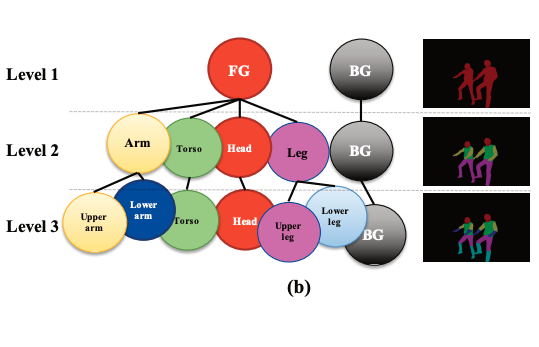 Level 1
FG
BG
Level 2
Arm
Torso
Head
Leg
BG
Level 3
Upper
arm
Lower
arm
Torso
Head
Upper
leg
Lower
leg
BG
(b)